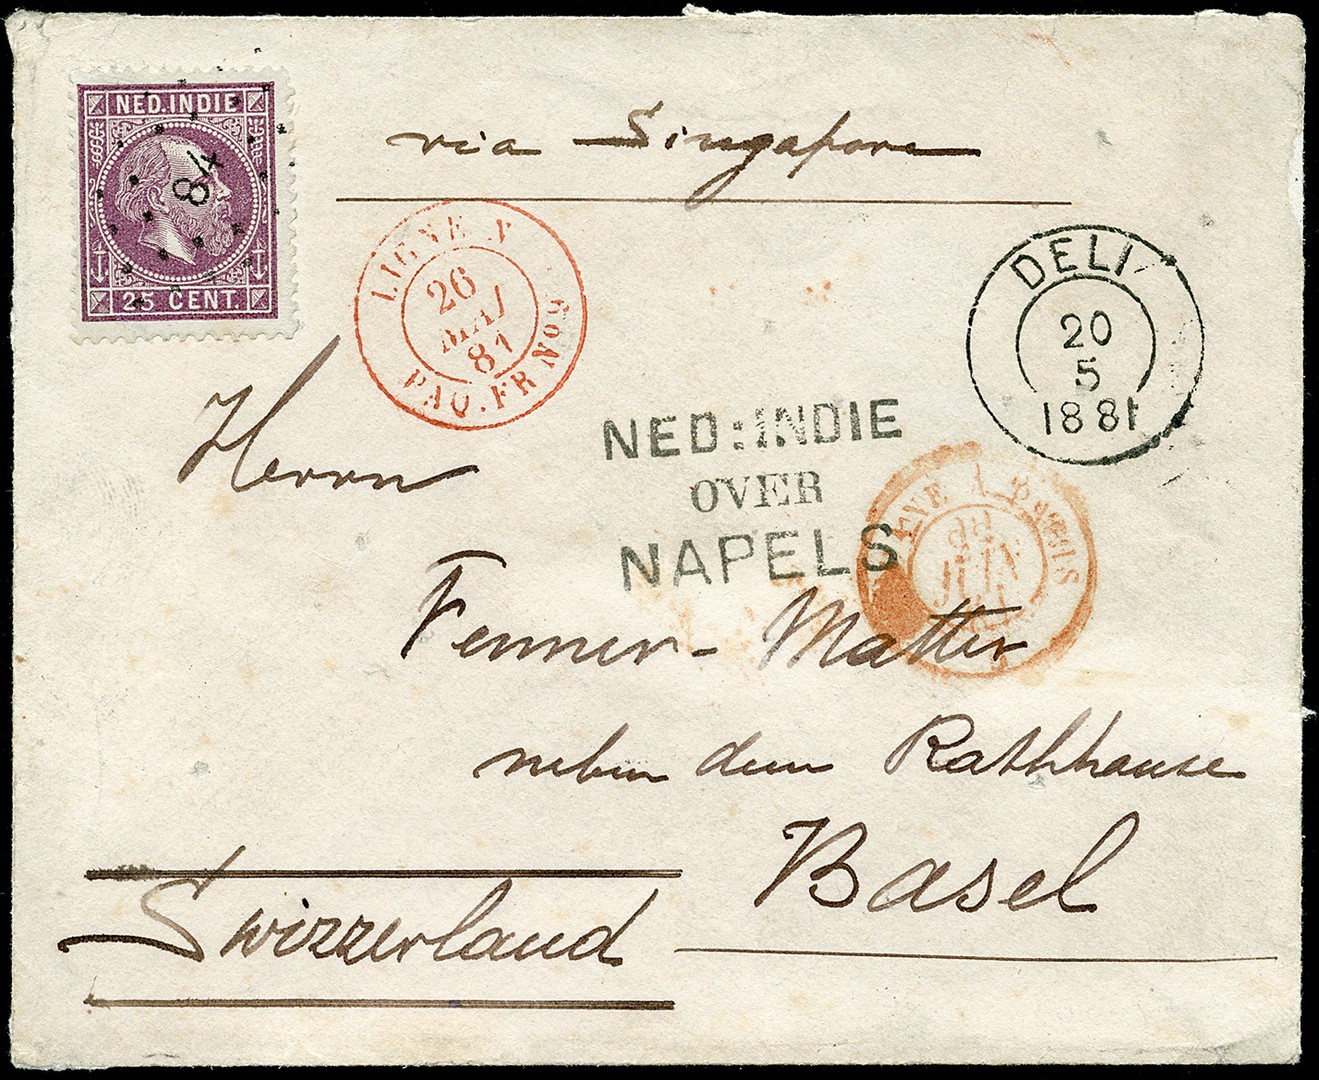 NED.INDIE
84
25 CENT.
via Singapore
LIGNE N
26
MAI
81
PAQ. FR No 9
DELI
20
5
1881
NED:INDIE
OVER
NAPELS
Herrn
Fenner-Matter
neben dem Rathhause
Basel
Swizzerland